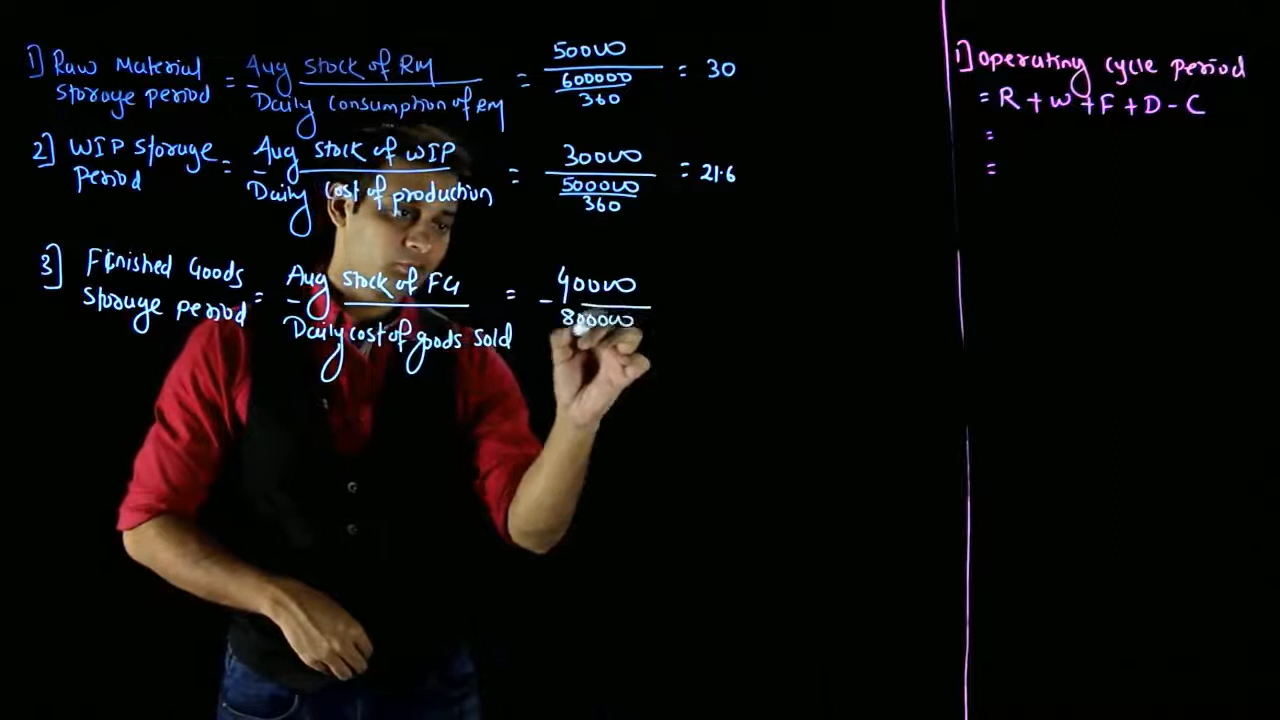 1] Raw Material Storage period = Avg stock of RM / Daily consumption of RM = 50000 / 600000 / 360 = 30
2] WIP Storage Period = Avg stock of WIP / Daily cost of production = 30000 / 500000 / 360 = 21.6
3] Finished Goods Storage period = Avg stock of FG / Daily cost of goods sold = 40000 / 800000
1] Operating cycle period
= R + W + F + D - C
=
=